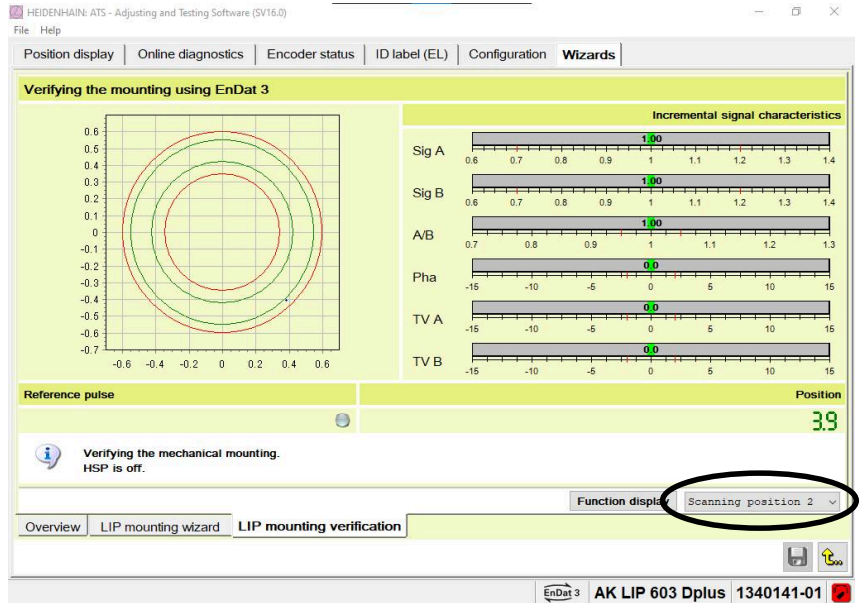 HEIDENHAIN: ATS - Adjusting and Testing Software (SV16.0)
File Help
Position display Online diagnostics Encoder status ID label (EL) Configuration Wizards
Verifying the mounting using EnDat 3
Incremental signal characteristics
0.6
0.5
0.4
0.3
0.2
0.1
0
-0.1
-0.2
-0.3
-0.4
-0.5
-0.6
-0.7
-0.6 -0.4 -0.2 0 0.2 0.4 0.6
Sig A
1.00
0.6 0.7 0.8 0.9 1 1.1 1.2 1.3 1.4
Sig B
1.00
0.6 0.7 0.8 0.9 1 1.1 1.2 1.3 1.4
A/B
1.00
0.7 0.8 0.9 1 1.1 1.2 1.3
Pha
0.0
-15 -10 -5 0 5 10 15
TV A
0.0
-15 -10 -5 0 5 10 15
TV B
0.0
-15 -10 -5 0 5 10 15
Reference pulse
Position
3.9
Verifying the mechanical mounting.
HSP is off.
Function display Scanning position 2
Overview LIP mounting wizard LIP mounting verification
EnDat 3 AK LIP 603 Dplus 1340141-01